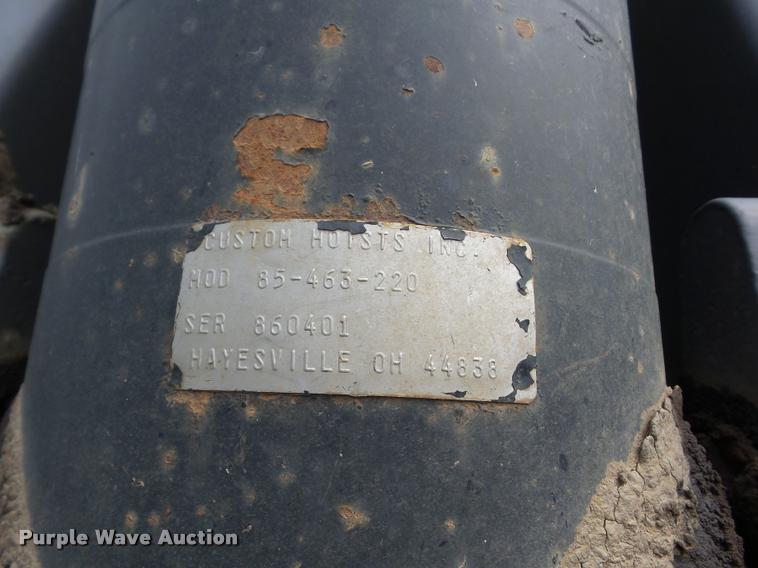 CUSTOM HOISTS INC.
MOD 85-463-220
SER 860401
HAYESVILLE OH 44838
Purple Wave Auction